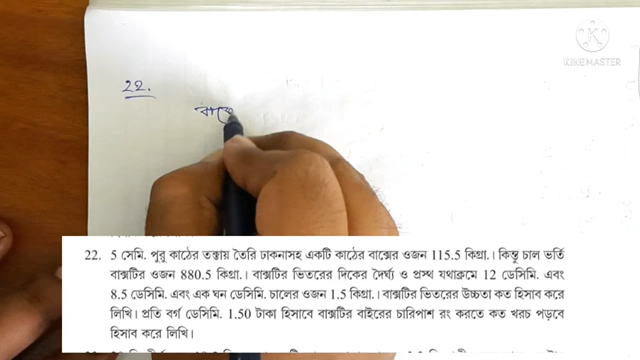 KINEMASTER
22.
22. 5 সেমি. পুরু কাঠের তক্তায় তৈরি ঢাকনাসহ একটি কাঠের বাক্সের ওজন 115.5 কিগ্রা.। কিন্তু চাল ভর্তি
বাক্সটির ওজন 880.5 কিগ্রা.। বাক্সটির ভিতরের দিকের দৈর্ঘ্য ও প্রস্থ যথাক্রমে 12 ডেসিমি. এবং
8.5 ডেসিমি. এবং এক ঘন ডেসিমি. চালের ওজন 1.5 কিগ্রা.। বাক্সটির ভিতরের উচ্চতা কত হিসাব করে
লিখি। প্রতি বর্গ ডেসিমি. 1.50 টাকা হিসাবে বাক্সটির বাইরের চারিপাশ রং করতে কত খরচ পড়বে
হিসাব করে লিখি।